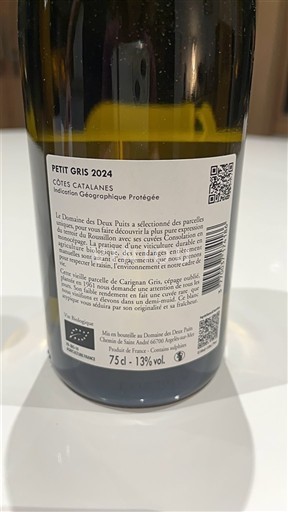 PETIT GRIS 2024
CÔTES CATALANES
Indication Géographique Protégée
Le Domaine des Deux Puits a sélectionné des parcelles
uniques, pour vous faire découvrir la plus pure expression
du terroir du Roussillon avec ses cuvées Consolation en
monocépage. La pratique d'une viticulture durable en
agriculture biologique, des vendanges entièrement
manuelles sont autant d'engagements que nous prenons
pour respecter le raisin, l'environnement et notre cadre de
vie.
Cette vieille parcelle de Carignan Gris, cépage oublié,
plantée en 1961 nous demande une attention de tous les
jours. Son faible rendement en fait une cuvée rare, que
nous vinifions et élevons dans un demi-muid. Ce blanc
atypique vous séduira par son originalité et sa fraîcheur.
Vin Biologique
Mis en bouteille au Domaine des Deux Puits
Chemin de Saint André 66700 Argelès-sur-Mer
Produit de France - Contains sulphites
75 cl - 13% vol.